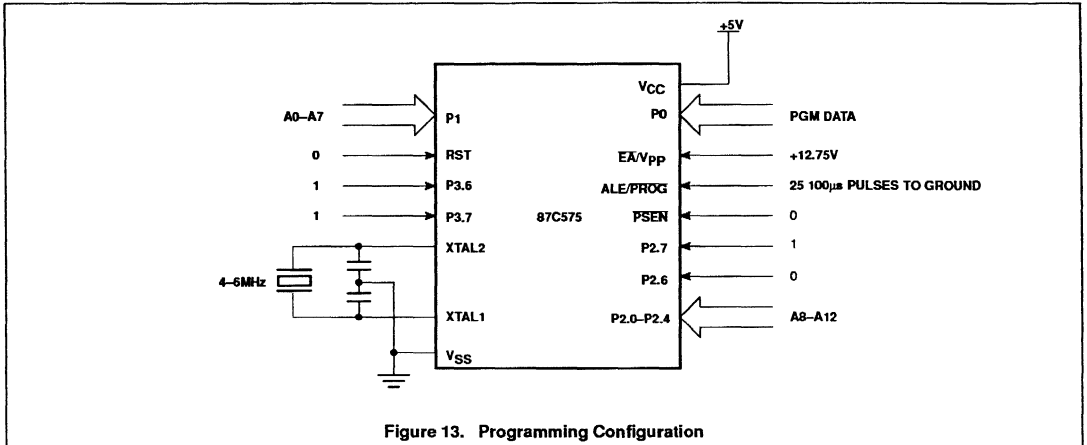 +5V
VCC
A0–A7
P1
P0
PGM DATA
0
RST
EA/VPP
+12.75V
1
P3.6
ALE/PROG
25 100μs PULSES TO GROUND
1
P3.7
87C575
PSEN
0
XTAL2
P2.7
1
4–6MHz
P2.6
0
XTAL1
P2.0–P2.4
A8–A12
VSS
Figure 13. Programming Configuration